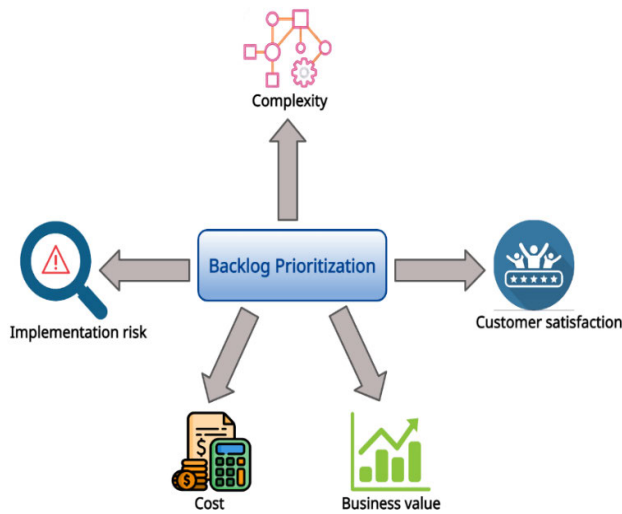 Complexity
Backlog Prioritization
Implementation risk
Customer satisfaction
$
$
Cost
Business value